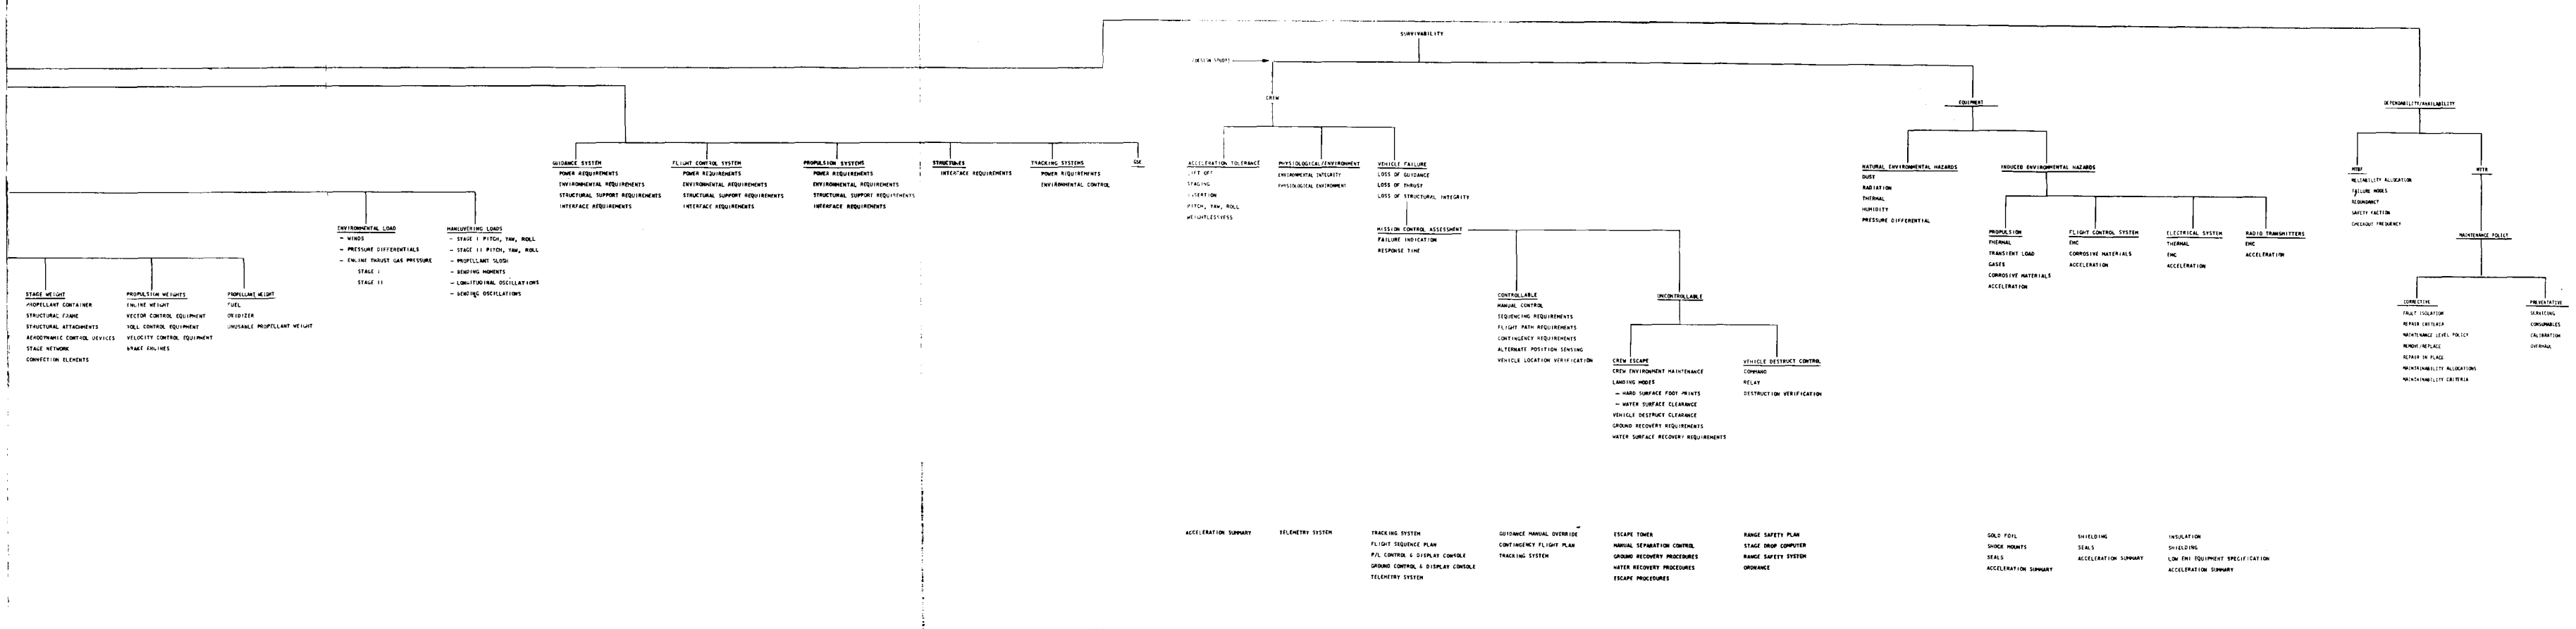 SURVIVABILITY
(DESIGN STUDY)
CREW
EQUIPMENT
DEPENDABILITY/AVAILABILITY
GUIDANCE SYSTEM
POWER REQUIREMENTS
ENVIRONMENTAL REQUIREMENTS
STRUCTURAL SUPPORT REQUIREMENTS
INTERFACE REQUIREMENTS
FLIGHT CONTROL SYSTEM
POWER REQUIREMENTS
ENVIRONMENTAL REQUIREMENTS
STRUCTURAL SUPPORT REQUIREMENTS
INTERFACE REQUIREMENTS
PROPULSION SYSTEMS
POWER REQUIREMENTS
ENVIRONMENTAL REQUIREMENTS
STRUCTURAL SUPPORT REQUIREMENTS
INTERFACE REQUIREMENTS
STRUCTURES
INTERFACE REQUIREMENTS
TRACKING SYSTEMS
POWER REQUIREMENTS
ENVIRONMENTAL CONTROL
GSE
ACCELERATION TOLERANCE
LIFT OFF
STAGING
INSERTION
PITCH, YAW, ROLL
WEIGHTLESSNESS
PHYSIOLOGICAL/ENVIRONMENT
ENVIRONMENTAL INTEGRITY
PHYSIOLOGICAL ENVIRONMENT
VEHICLE FAILURE
LOSS OF GUIDANCE
LOSS OF THRUST
LOSS OF STRUCTURAL INTEGRITY
NATURAL ENVIRONMENTAL HAZARDS
DUST
RADIATION
THERMAL
HUMIDITY
PRESSURE DIFFERENTIAL
INDUCED ENVIRONMENTAL HAZARDS
MTBF
RELIABILITY ALLOCATION
FAILURE MODES
REDUNDANCY
SAFETY FACTION
CHECKOUT FREQUENCY
MTTR
ENVIRONMENTAL LOAD
— WINDS
— PRESSURE DIFFERENTIALS
— ENGINE THRUST GAS PRESSURE
STAGE I
STAGE II
MANEUVERING LOADS
— STAGE I PITCH, YAW, ROLL
— STAGE II PITCH, YAW, ROLL
— PROPELLANT SLOSH
— BENDING MOMENTS
— LONGITUDINAL OSCILLATIONS
— BENDING OSCILLATIONS
MISSION CONTROL ASSESSMENT
FAILURE INDICATION
RESPONSE TIME
PROPULSION
THERMAL
TRANSIENT LOAD
GASES
CORROSIVE MATERIALS
ACCELERATION
FLIGHT CONTROL SYSTEM
EMC
CORROSIVE MATERIALS
ACCELERATION
ELECTRICAL SYSTEM
THERMAL
EMC
ACCELERATION
RADIO TRANSMITTERS
EMC
ACCELERATION
MAINTENANCE POLICY
STAGE WEIGHT
PROPELLANT CONTAINER
STRUCTURAL FRAME
STRUCTURAL ATTACHMENTS
AERODYNAMIC CONTROL DEVICES
STAGE NETWORK
CONVECTION ELEMENTS
PROPULSION WEIGHTS
ENGINE WEIGHT
VECTOR CONTROL EQUIPMENT
ROLL CONTROL EQUIPMENT
VELOCITY CONTROL EQUIPMENT
BRAKE ENGINES
PROPELLANT WEIGHT
FUEL
OXIDIZER
UNUSABLE PROPELLANT WEIGHT
CONTROLLABLE
MANUAL CONTROL
SEQUENCING REQUIREMENTS
FLIGHT PATH REQUIREMENTS
CONTINGENCY REQUIREMENTS
ALTERNATE POSITION SENSING
VEHICLE LOCATION VERIFICATION
UNCONTROLLABLE
CORRECTIVE
FAULT ISOLATION
REPAIR CRITERIA
MAINTENANCE LEVEL POLICY
REMOVE/REPLACE
REPAIR IN PLACE
MAINTAINABILITY ALLOCATIONS
MAINTAINABILITY CRITERIA
PREVENTATIVE
SERVICING
CONSUMABLES
CALIBRATION
OVERHAUL
CREW ESCAPE
CREW ENVIRONMENT MAINTENANCE
LANDING MODES
— HARD SURFACE FOOT PRINTS
— WATER SURFACE CLEARANCE
VEHICLE DESTRUCT CLEARANCE
GROUND RECOVERY REQUIREMENTS
WATER SURFACE RECOVERY REQUIREMENTS
VEHICLE DESTRUCT CONTROL
COMMAND
RELAY
DESTRUCTION VERIFICATION
ACCELERATION SUMMARY
TELEMETRY SYSTEM
TRACKING SYSTEM
FLIGHT SEQUENCE PLAN
P/L CONTROL & DISPLAY CONSOLE
GROUND CONTROL & DISPLAY CONSOLE
TELEMETRY SYSTEM
GUIDANCE MANUAL OVERRIDE
CONTINGENCY FLIGHT PLAN
TRACKING SYSTEM
ESCAPE TOWER
MANUAL SEPARATION CONTROL
GROUND RECOVERY PROCEDURES
WATER RECOVERY PROCEDURES
ESCAPE PROCEDURES
RANGE SAFETY PLAN
STAGE DROP COMPUTER
RANGE SAFETY SYSTEM
ORDNANCE
GOLD FOIL
SHOCK MOUNTS
SEALS
ACCELERATION SUMMARY
SHIELDING
SEALS
ACCELERATION SUMMARY
INSULATION
SHIELDING
LOW EMI EQUIPMENT SPECIFICATION
ACCELERATION SUMMARY